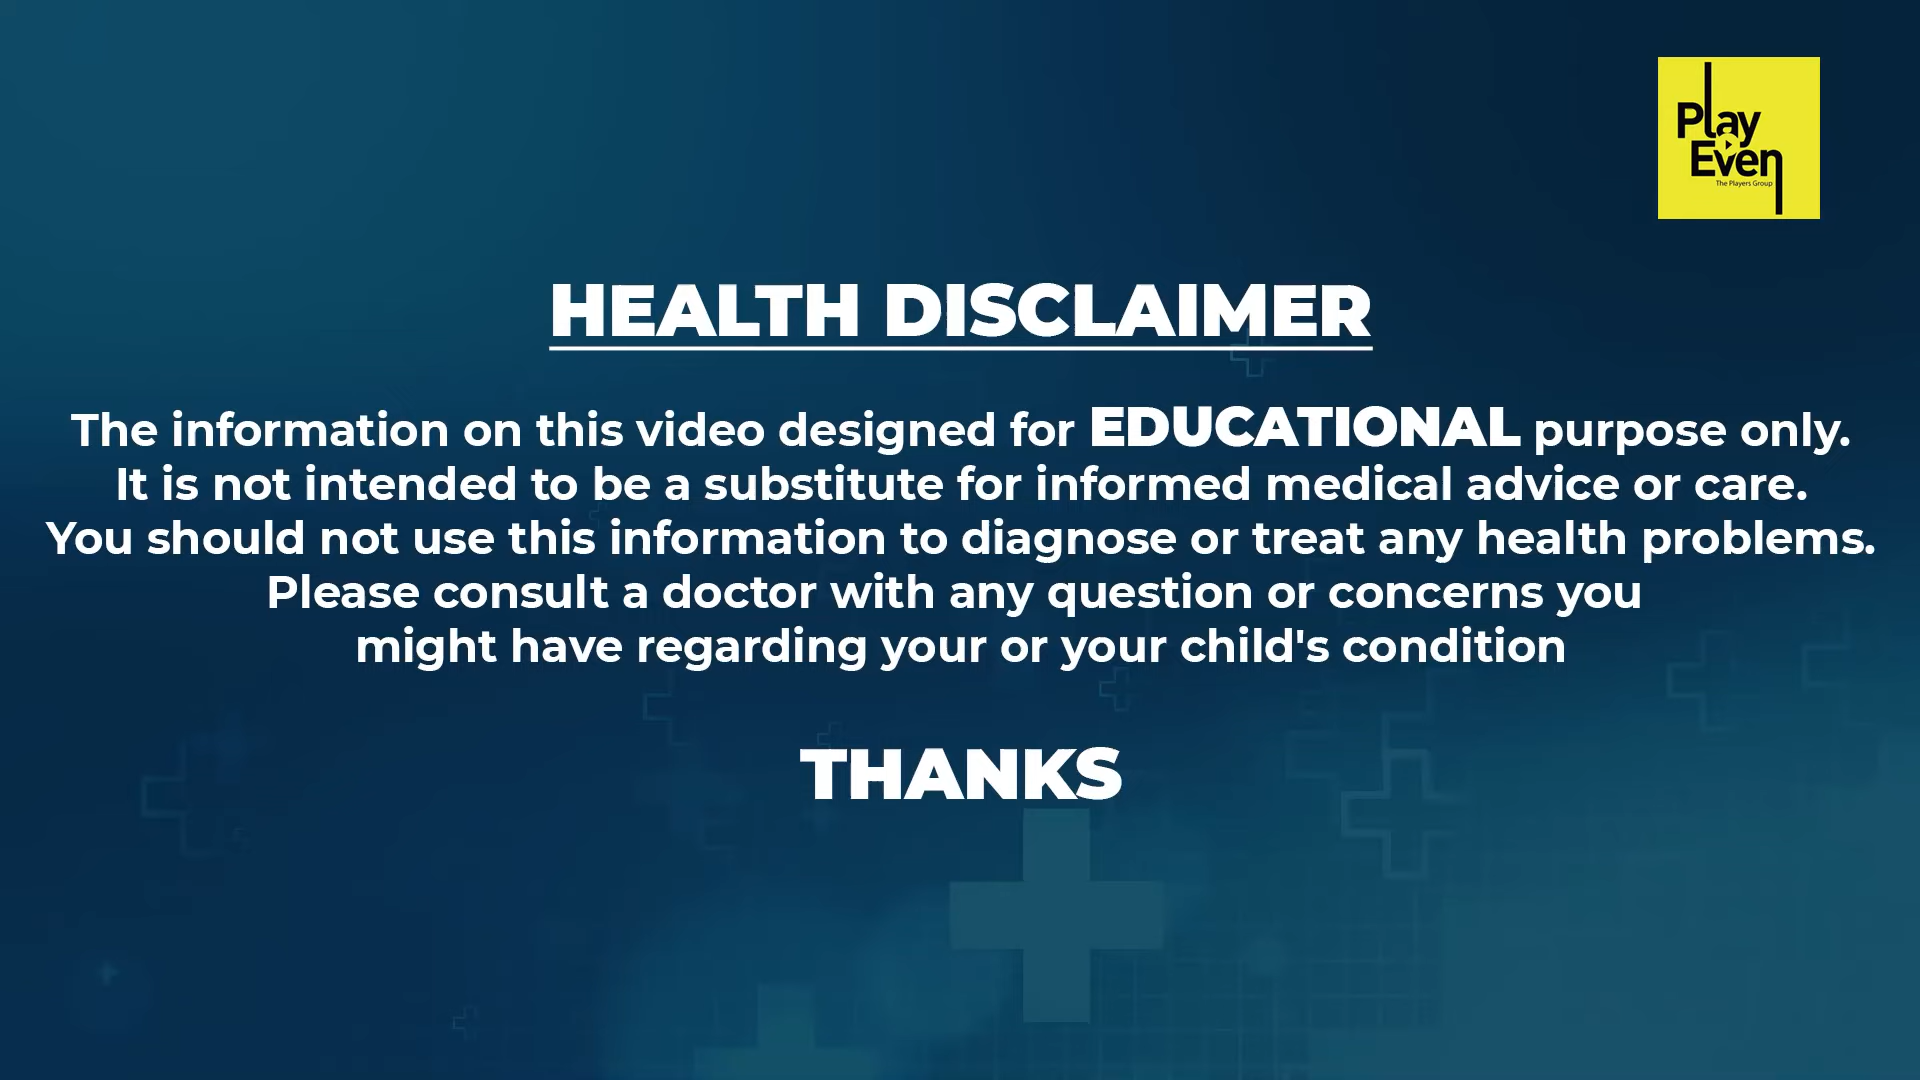 Play
Even
The Players Group
HEALTH DISCLAIMER
The information on this video designed for EDUCATIONAL purpose only.
It is not intended to be a substitute for informed medical advice or care.
You should not use this information to diagnose or treat any health problems.
Please consult a doctor with any question or concerns you
might have regarding your or your child's condition
THANKS